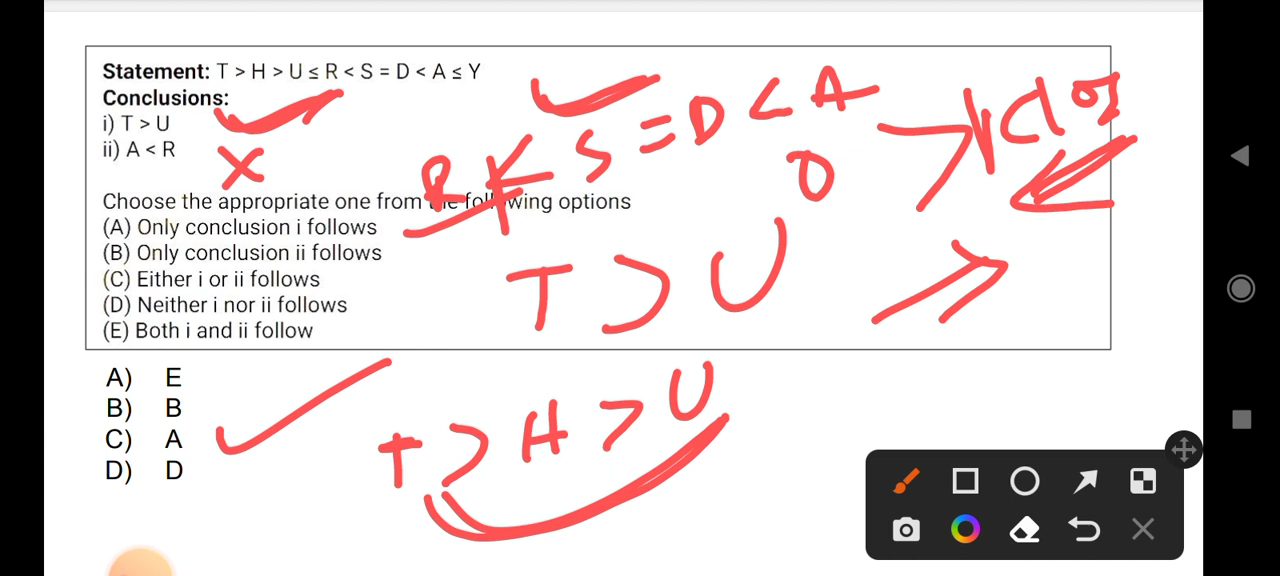 Statement: T > H > U ≤ R < S = D < A ≤ Y
Conclusions:
i) T > U
ii) A < R
R < S = D < A
Choose the appropriate one from the following options
(A) Only conclusion i follows
(B) Only conclusion ii follows
(C) Either i or ii follows
(D) Neither i nor ii follows
(E) Both i and ii follow
T > U
A) E
B) B
C) A
D) D
T > H > U